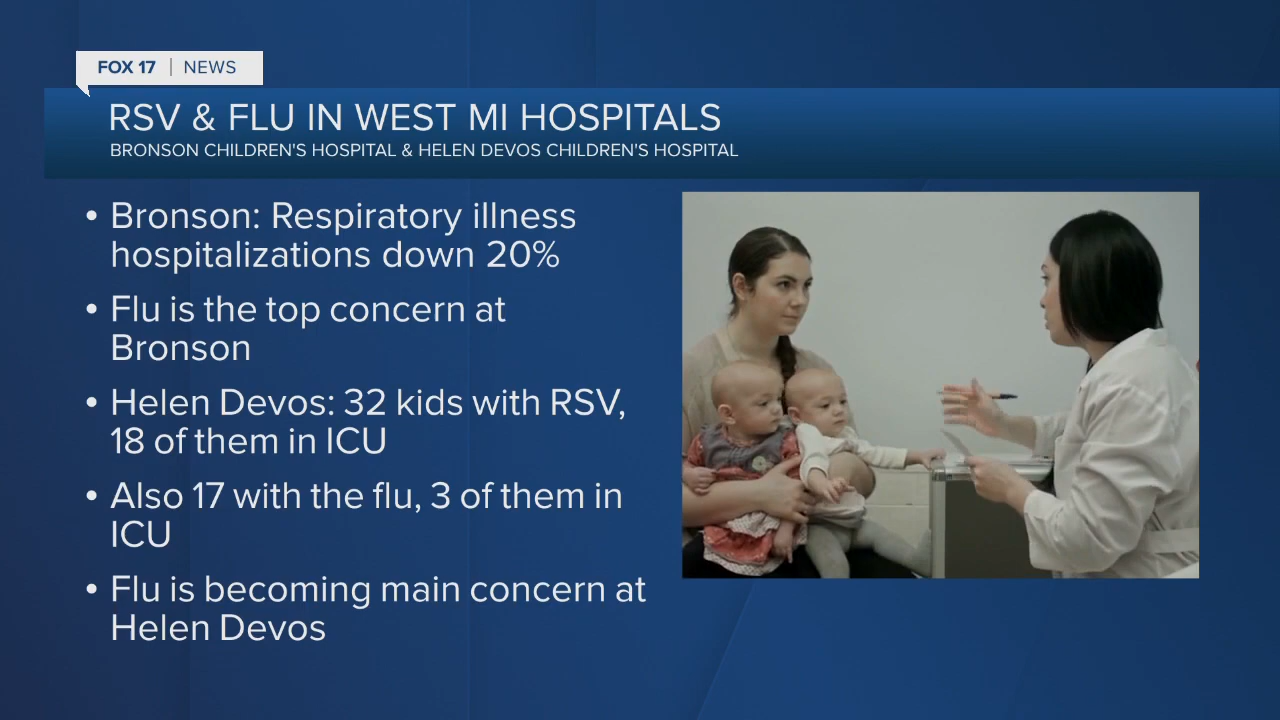 FOX 17 | NEWS
RSV & FLU IN WEST MI HOSPITALS
BRONSON CHILDREN'S HOSPITAL & HELEN DEVOS CHILDREN'S HOSPITAL
• Bronson: Respiratory illness
hospitalizations down 20%
• Flu is the top concern at
Bronson
• Helen Devos: 32 kids with RSV,
18 of them in ICU
• Also 17 with the flu, 3 of them in
ICU
• Flu is becoming main concern at
Helen Devos